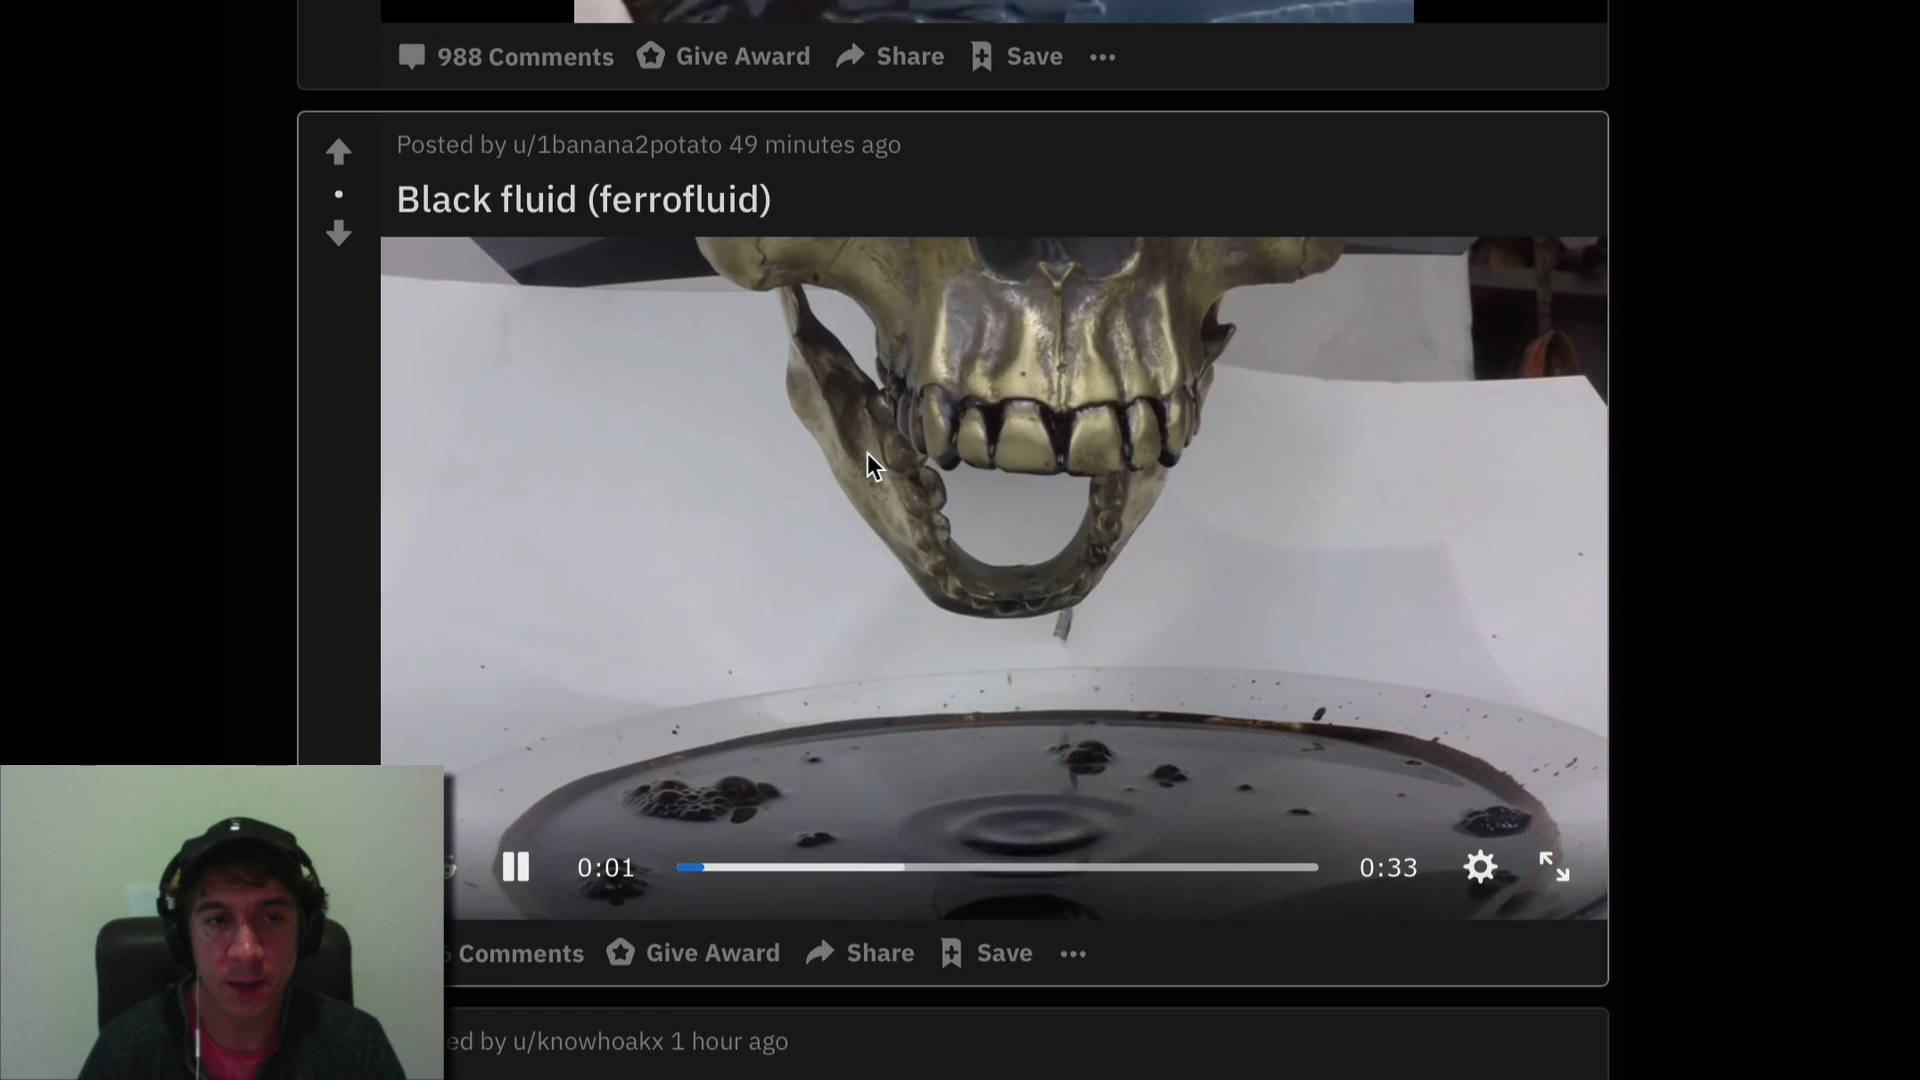 988 Comments Give Award Share Save
Posted by u/1banana2potato 49 minutes ago
Black fluid (ferrofluid)
0:01 0:33
Comments Give Award Share Save
by u/knowhoakx 1 hour ago